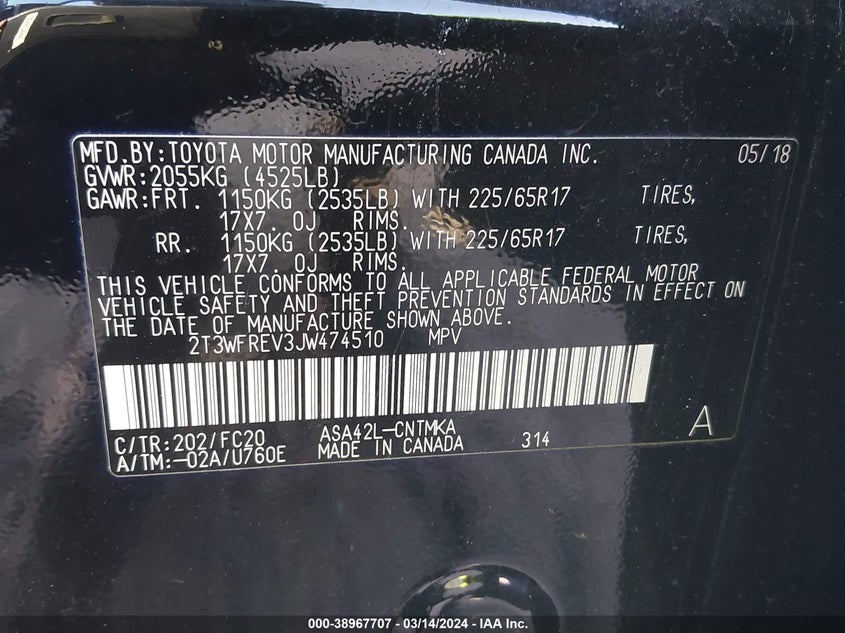 MFD.BY:TOYOTA MOTOR MANUFACTURING CANADA INC. 05/18
GVWR:2055KG (4525LB)
GAWR:FRT. 1150KG (2535LB) WITH 225/65R17 TIRES,
17X7. 0J RIMS.
RR. 1150KG (2535LB) WITH 225/65R17 TIRES,
17X7. 0J RIMS.
THIS VEHICLE CONFORMS TO ALL APPLICABLE FEDERAL MOTOR
VEHICLE SAFETY AND THEFT PREVENTION STANDARDS IN EFFECT ON
THE DATE OF MANUFACTURE SHOWN ABOVE.
2T3WFREV3JW474510 MPV
C/TR:202/FC20 ASA42L-CNTMKA
A/TM:-02A/U760E MADE IN CANADA 314 A
000-38967707 - 03/14/2024 - IAA Inc.